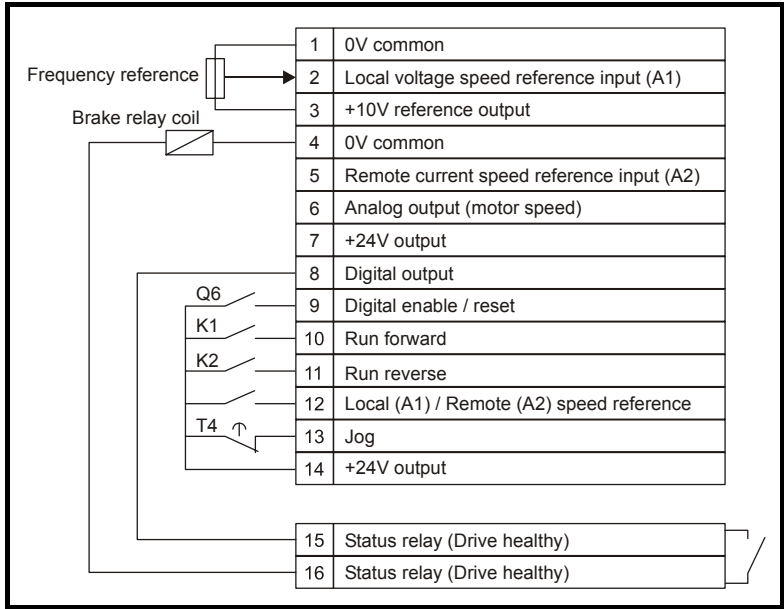 1 0V common
Frequency reference
2 Local voltage speed reference input (A1)
3 +10V reference output
Brake relay coil
4 0V common
5 Remote current speed reference input (A2)
6 Analog output (motor speed)
7 +24V output
8 Digital output
Q6
9 Digital enable / reset
K1
10 Run forward
K2
11 Run reverse
12 Local (A1) / Remote (A2) speed reference
T4
13 Jog
14 +24V output
15 Status relay (Drive healthy)
16 Status relay (Drive healthy)